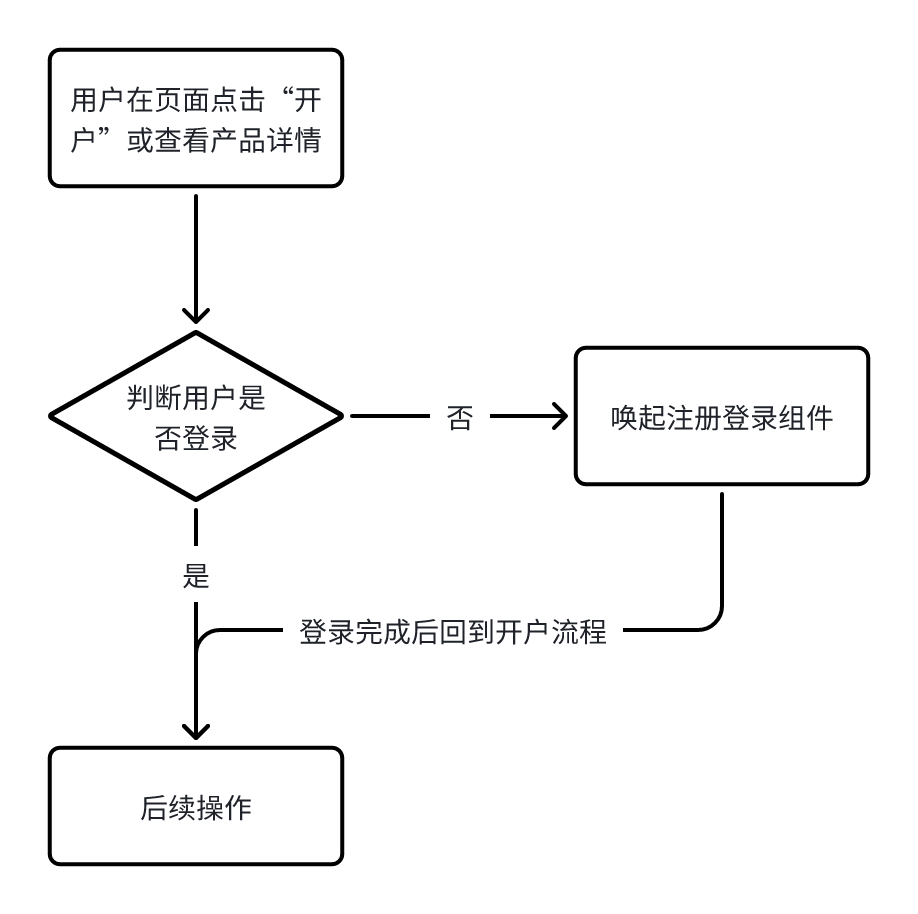 用户在页面点击“开
户”或查看产品详情
判断用户是
否登录
否
唤起注册登录组件
是
登录完成后回到开户流程
后续操作